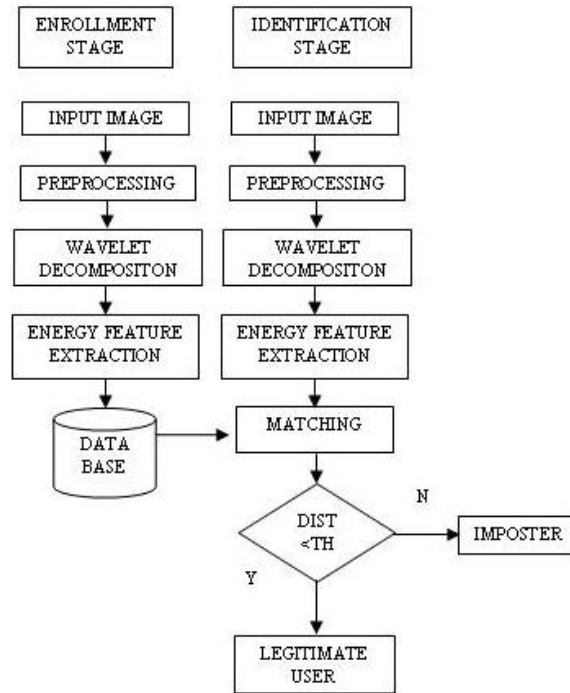 ENROLLMENT
STAGE
IDENTIFICATION
STAGE
INPUT IMAGE
INPUT IMAGE
PREPROCESSING
PREPROCESSING
WAVELET
DECOMPOSITON
WAVELET
DECOMPOSITON
ENERGY FEATURE
EXTRACTION
ENERGY FEATURE
EXTRACTION
DATA
BASE
MATCHING
DIST
<TH
N
IMPOSTER
Y
LEGITIMATE
USER